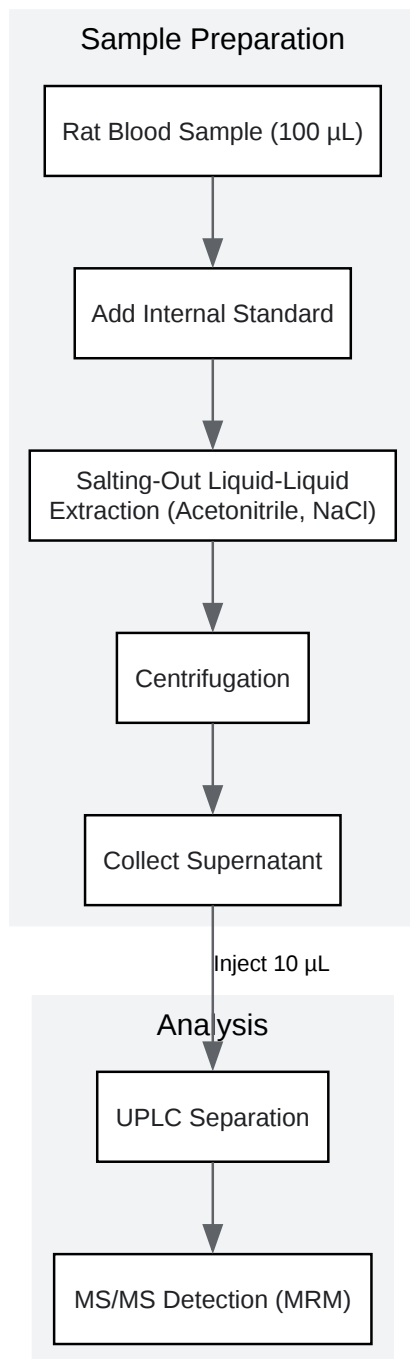 Sample Preparation
Rat Blood Sample (100 µL)
Add Internal Standard
Salting-Out Liquid-Liquid
Extraction (Acetonitrile, NaCl)
Centrifugation
Collect Supernatant
Inject 10 µL
Analysis
UPLC Separation
MS/MS Detection (MRM)